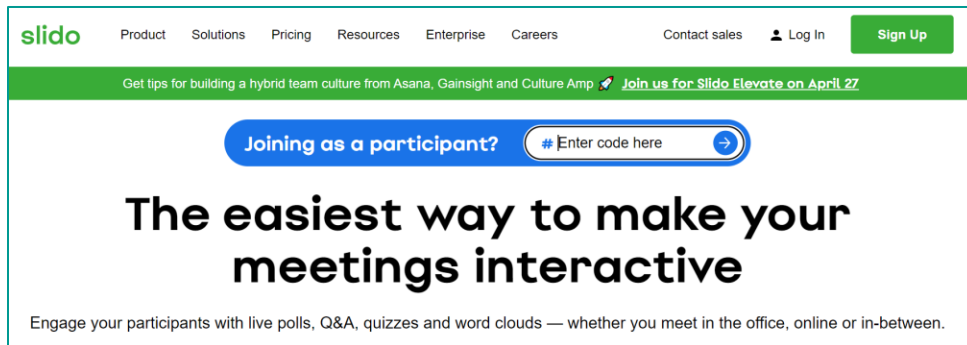 slido Product Solutions Pricing Resources Enterprise Careers Contact sales Log In Sign Up
Get tips for building a hybrid team culture from Asana, Gainsight and Culture Amp 🚀 Join us for Slido Elevate on April 27
Joining as a participant? # Enter code here
The easiest way to make your
meetings interactive
Engage your participants with live polls, Q&A, quizzes and word clouds — whether you meet in the office, online or in-between.